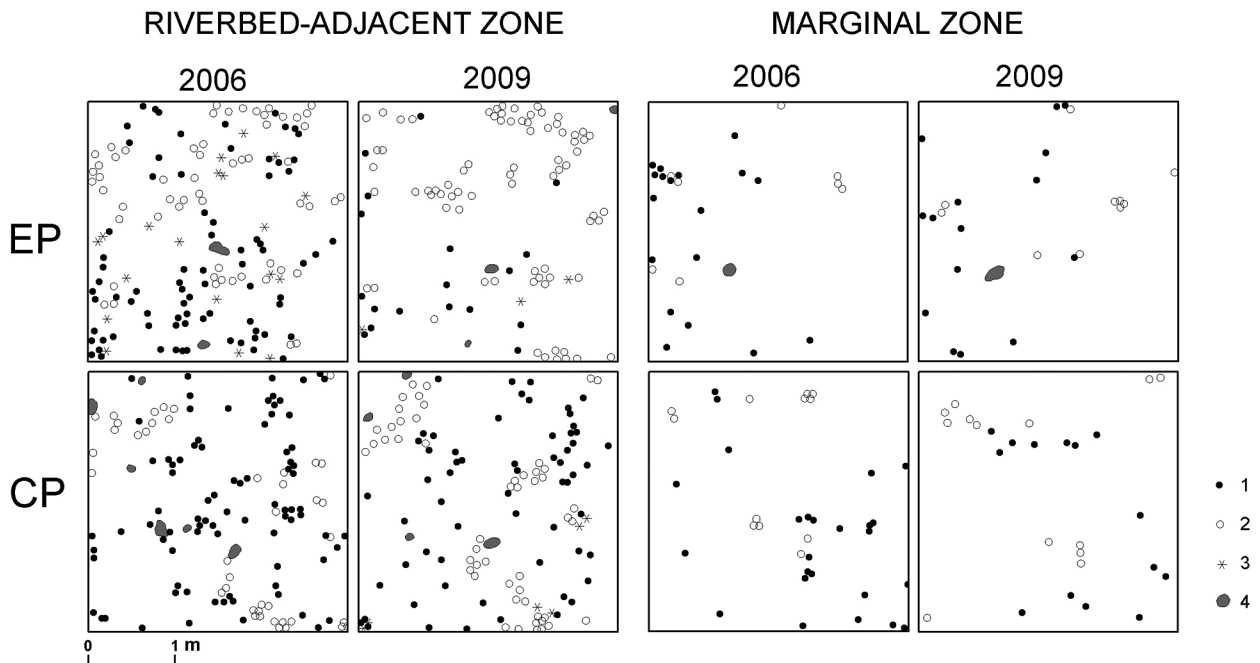 RIVERBED-ADJACENT ZONE MARGINAL ZONE
2006 2009 2006 2009
EP
CP
1
2
3
4
0 1 m